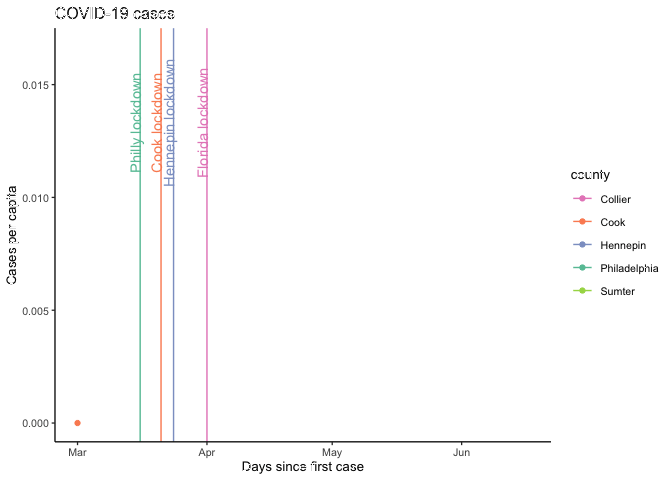 COVID-19 cases
0.015
0.010
0.005
0.000
Cases per capita
Philly lockdown
Cook lockdown
Hennepin lockdown
Florida lockdown
Mar
Apr
May
Jun
Days since first case
county
Collier
Cook
Hennepin
Philadelphia
Sumter